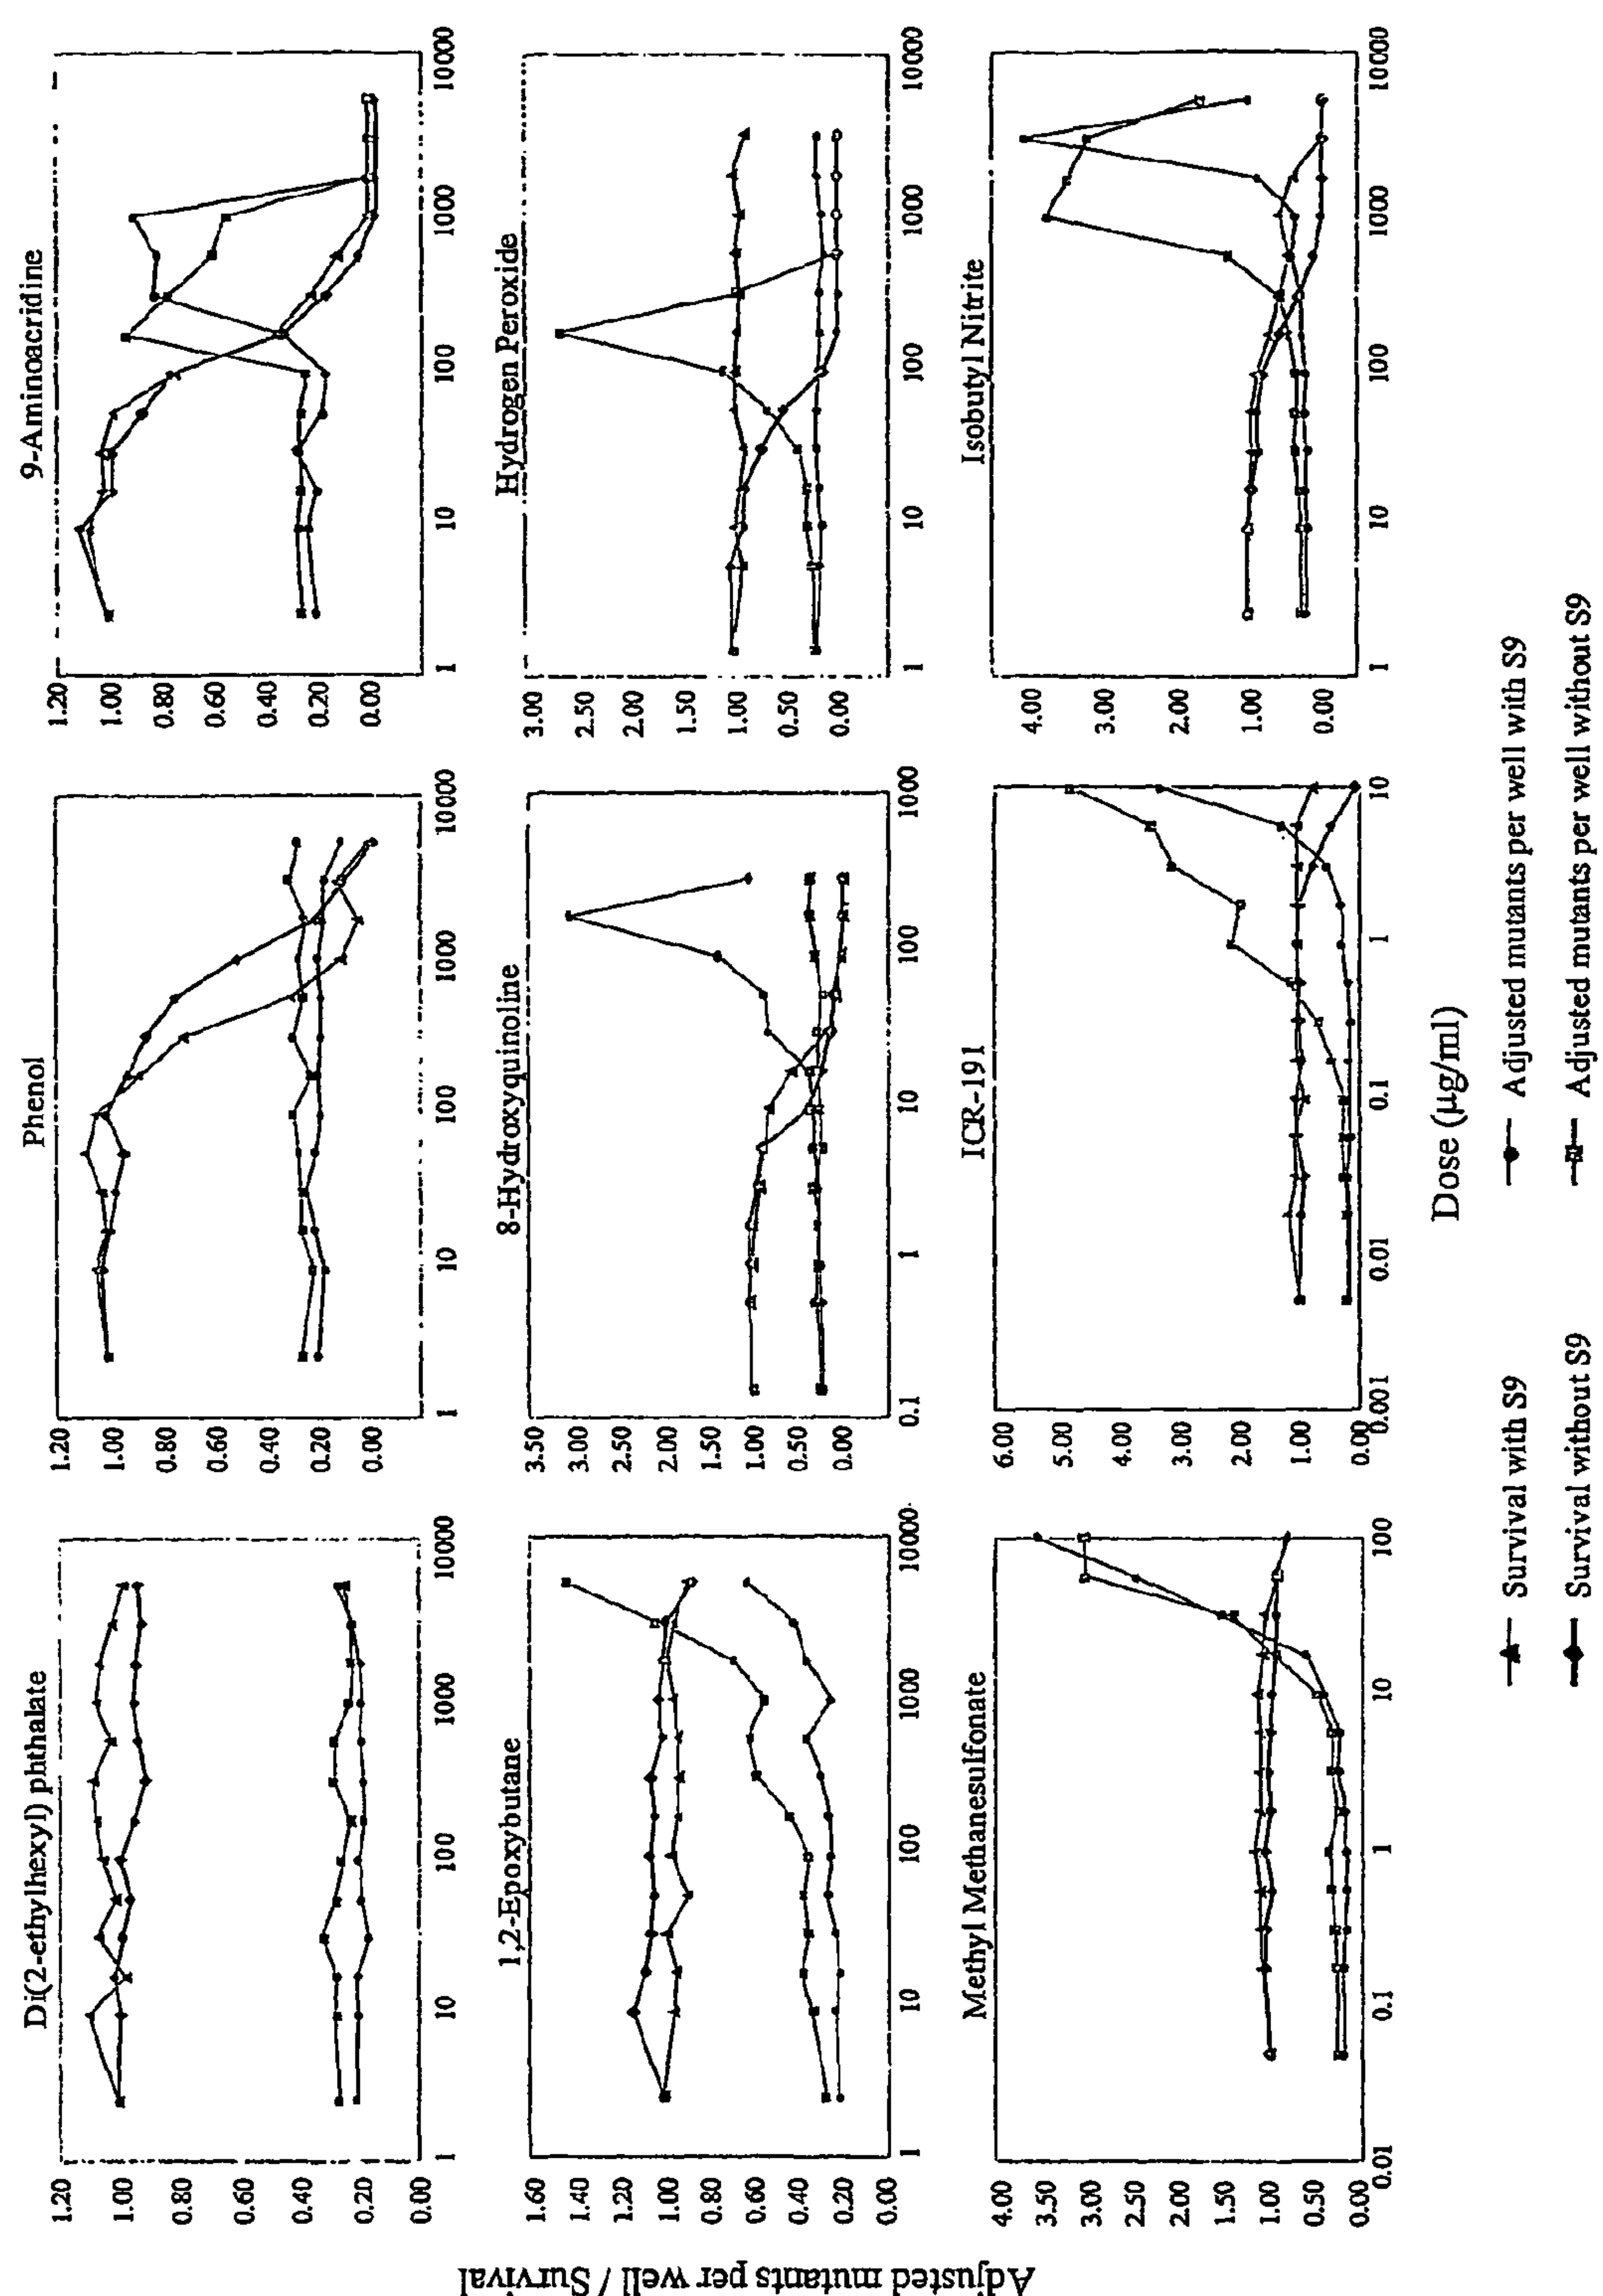 Adjusted mutants per well / Survival
Di(2-ethylhexyl) phthalate
1.20
1.00
0.80
0.60
0.40
0.20
0.00
1 10 100 1000 10000
Phenol
1.20
1.00
0.80
0.60
0.40
0.20
0.00
1 10 100 1000 10000
9-Aminoacridine
1.20
1.00
0.80
0.60
0.40
0.20
0.00
1 10 100 1000 10000
1,2-Epoxybutane
1.60
1.40
1.20
1.00
0.80
0.60
0.40
0.20
0.00
1 10 100 1000 10000
8-Hydroxyquinoline
3.50
3.00
2.50
2.00
1.50
1.00
0.50
0.00
0.1 1 10 100 1000
Hydrogen Peroxide
3.00
2.50
2.00
1.50
1.00
0.50
0.00
1 10 100 1000 10000
Methyl Methanesulfonate
4.00
3.50
3.00
2.50
2.00
1.50
1.00
0.50
0.00
0.01 0.1 1 10 100
ICR-191
6.00
5.00
4.00
3.00
2.00
1.00
0.00
0.001 0.01 0.1 1 10
Isobutyl Nitrite
4.00
3.00
2.00
1.00
0.00
1 10 100 1000 10000
Dose (μg/ml)
Survival with S9
Adjusted mutants per well with S9
Survival without S9
Adjusted mutants per well without S9